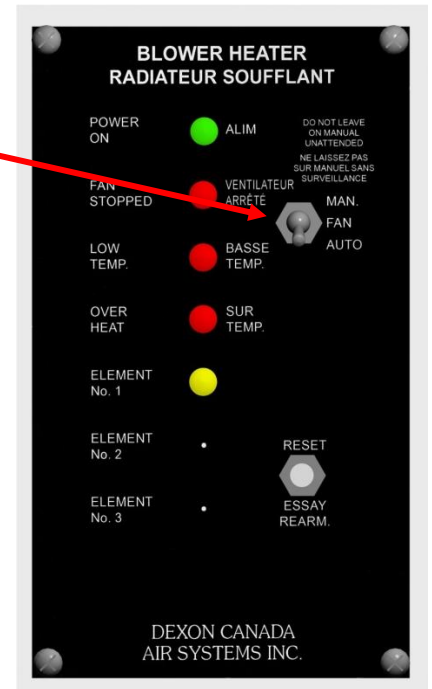 BLOWER HEATER
RADIATEUR SOUFFLANT
POWER
ON
ALIM
DO NOT LEAVE
ON MANUAL
UNATTENDED
NE LAISSEZ PAS
SUR MANUEL SANS
SURVEILLANCE
FAN
STOPPED
VENTILATEUR
ARRÊTÉ
MAN.
FAN
AUTO
LOW
TEMP.
BASSE
TEMP.
OVER
HEAT
SUR
TEMP.
ELEMENT
No. 1
ELEMENT
No. 2
RESET
ELEMENT
No. 3
ESSAY
REARM.
DEXON CANADA
AIR SYSTEMS INC.